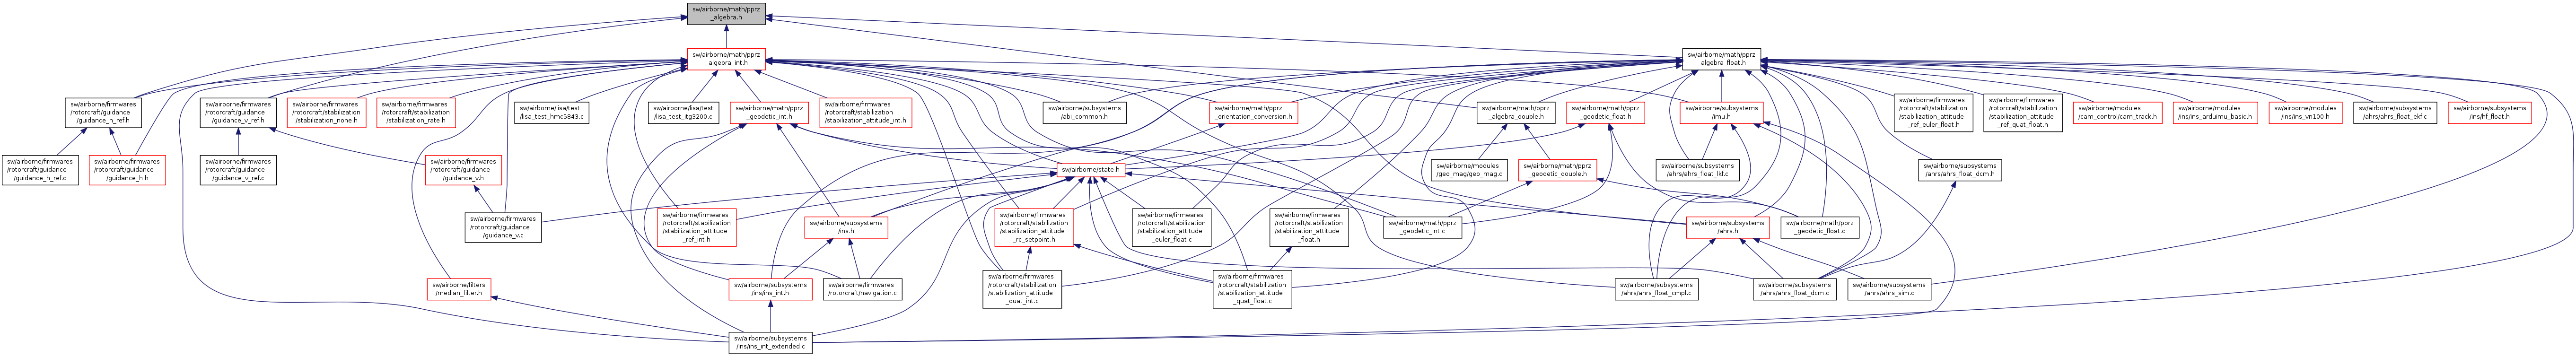 sw/airborne/math/pprz
_algebra.h
sw/airborne/math/pprz
_algebra_int.h
sw/airborne/math/pprz
_algebra_float.h
sw/airborne/firmwares
/rotorcraft/guidance
/guidance_h_ref.h
sw/airborne/firmwares
/rotorcraft/guidance
/guidance_v_ref.h
sw/airborne/firmwares
/rotorcraft/stabilization
/stabilization_none.h
sw/airborne/firmwares
/rotorcraft/stabilization
/stabilization_rate.h
sw/airborne/lisa/test
/lisa_test_hmc5843.c
sw/airborne/lisa/test
/lisa_test_itg3200.c
sw/airborne/math/pprz
_geodetic_int.h
sw/airborne/firmwares
/rotorcraft/stabilization
/stabilization_attitude_int.h
sw/airborne/subsystems
/abi_common.h
sw/airborne/math/pprz
_orientation_conversion.h
sw/airborne/math/pprz
_algebra_double.h
sw/airborne/math/pprz
_geodetic_float.h
sw/airborne/subsystems
/imu.h
sw/airborne/firmwares
/rotorcraft/stabilization
/stabilization_attitude
_ref_euler_float.h
sw/airborne/firmwares
/rotorcraft/stabilization
/stabilization_attitude
_ref_quat_float.h
sw/airborne/modules
/cam_control/cam_track.h
sw/airborne/modules
/ins/ins_arduimu_basic.h
sw/airborne/modules
/ins/ins_vn100.h
sw/airborne/subsystems
/ahrs/ahrs_float_ekf.c
sw/airborne/subsystems
/ins/hf_float.h
sw/airborne/firmwares
/rotorcraft/guidance
/guidance_h_ref.c
sw/airborne/firmwares
/rotorcraft/guidance
/guidance_h.h
sw/airborne/firmwares
/rotorcraft/guidance
/guidance_v_ref.c
sw/airborne/firmwares
/rotorcraft/guidance
/guidance_v.h
sw/airborne/state.h
sw/airborne/modules
/geo_mag/geo_mag.c
sw/airborne/math/pprz
_geodetic_double.h
sw/airborne/subsystems
/ahrs/ahrs_float_lkf.c
sw/airborne/subsystems
/ahrs/ahrs_float_dcm.h
sw/airborne/firmwares
/rotorcraft/guidance
/guidance_v.c
sw/airborne/firmwares
/rotorcraft/stabilization
/stabilization_attitude
_ref_int.h
sw/airborne/subsystems
/ins.h
sw/airborne/firmwares
/rotorcraft/stabilization
/stabilization_attitude
_rc_setpoint.h
sw/airborne/firmwares
/rotorcraft/stabilization
/stabilization_attitude
_euler_float.c
sw/airborne/firmwares
/rotorcraft/stabilization
/stabilization_attitude
_float.h
sw/airborne/math/pprz
_geodetic_int.c
sw/airborne/subsystems
/ahrs.h
sw/airborne/math/pprz
_geodetic_float.c
sw/airborne/filters
/median_filter.h
sw/airborne/subsystems
/ins/ins_int.h
sw/airborne/firmwares
/rotorcraft/navigation.c
sw/airborne/firmwares
/rotorcraft/stabilization
/stabilization_attitude
_quat_int.c
sw/airborne/firmwares
/rotorcraft/stabilization
/stabilization_attitude
_quat_float.c
sw/airborne/subsystems
/ahrs/ahrs_float_cmpl.c
sw/airborne/subsystems
/ahrs/ahrs_float_dcm.c
sw/airborne/subsystems
/ahrs/ahrs_sim.c
sw/airborne/subsystems
/ins/ins_int_extended.c